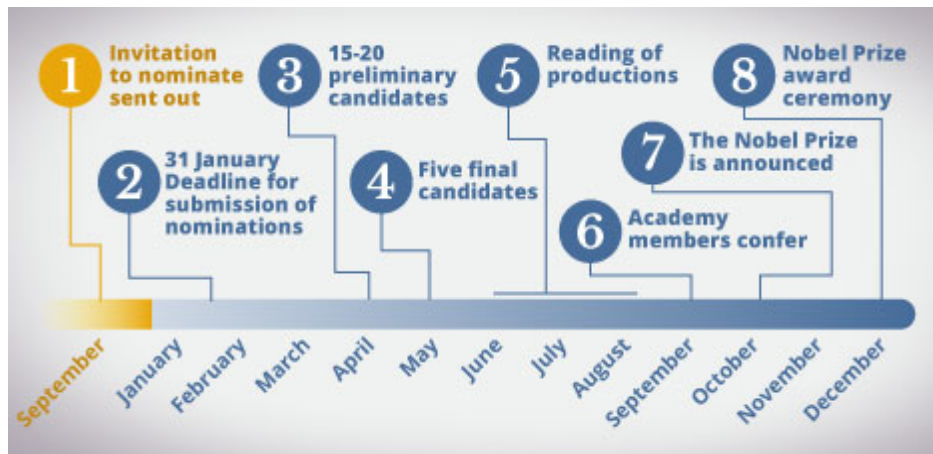 1
Invitation
to nominate
sent out
2
31 January
Deadline for
submission of
nominations
3
15-20
preliminary
candidates
4
Five final
candidates
5
Reading of
productions
6
Academy
members confer
7
The Nobel Prize
is announced
8
Nobel Prize
award
ceremony
September
January
February
March
April
May
June
July
August
September
October
November
December